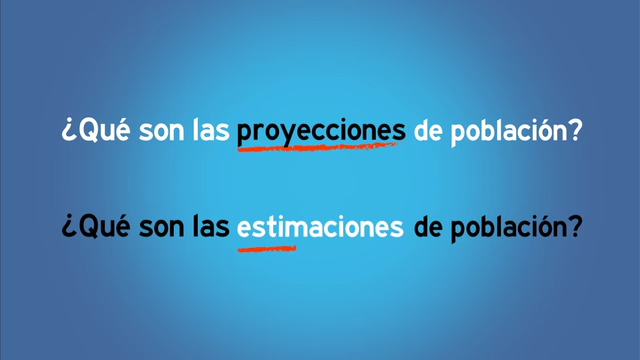 ¿Qué son las proyecciones de población?
¿Qué son las estimaciones de población?